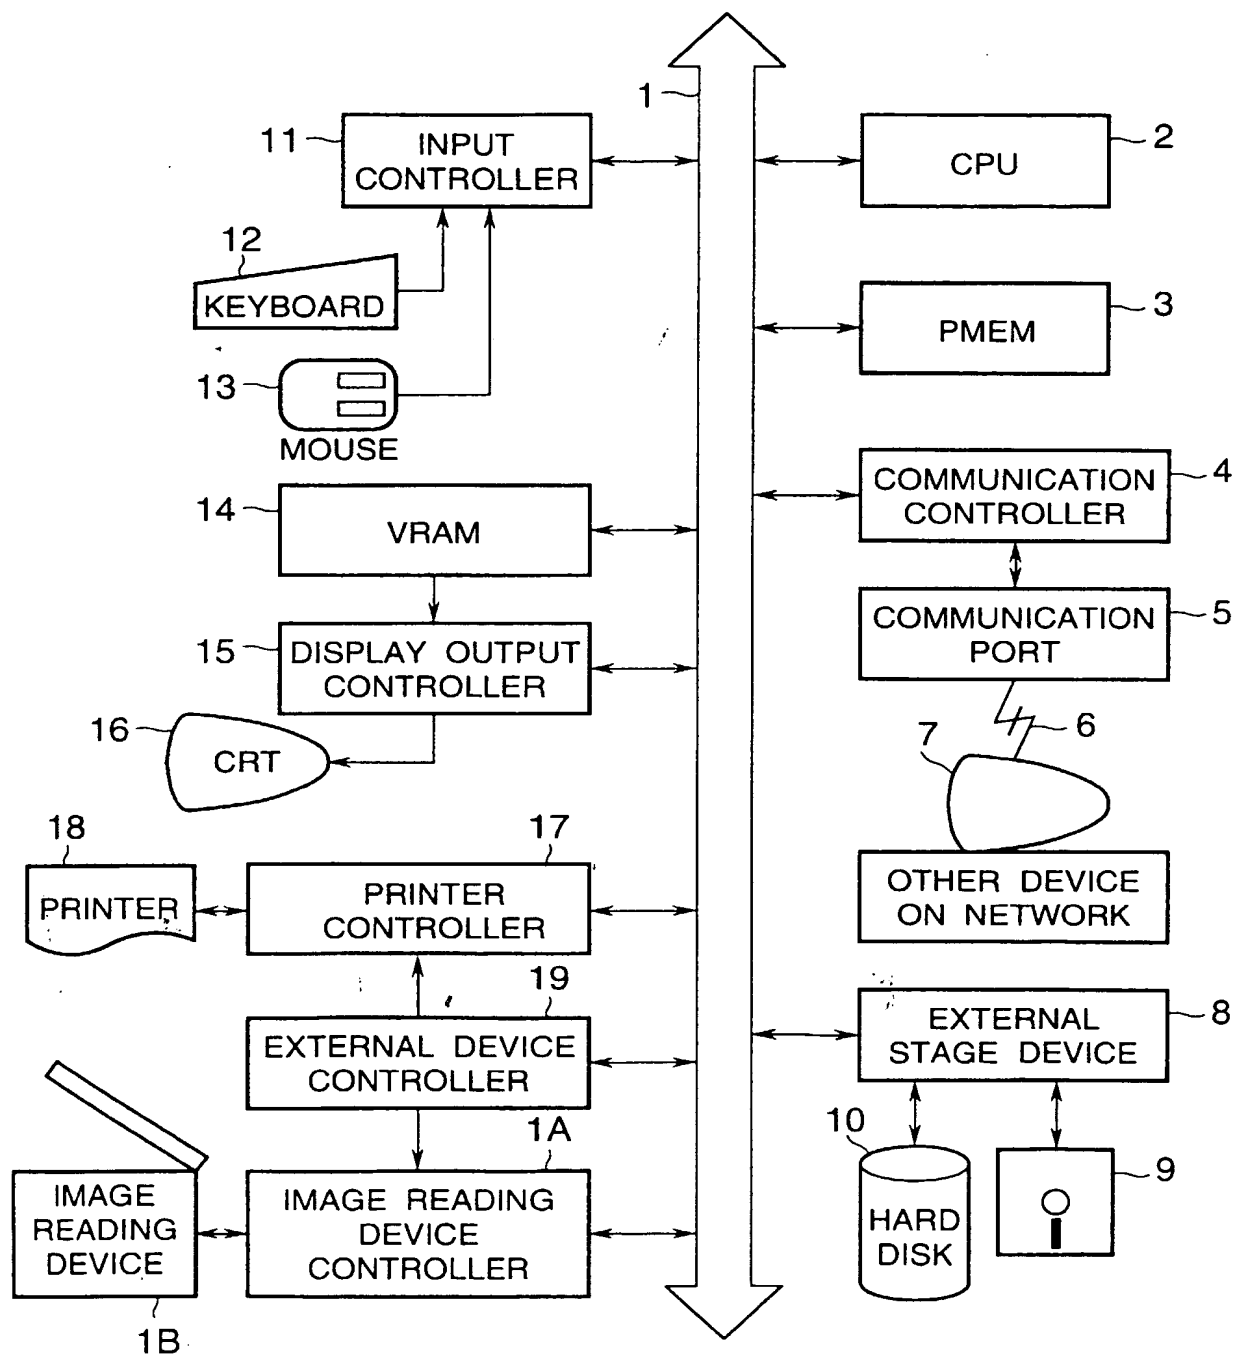 1
11
INPUT
CONTROLLER
2
CPU
12
KEYBOARD
3
PMEM
13
MOUSE
4
COMMUNICATION
CONTROLLER
14
VRAM
5
COMMUNICATION
PORT
15
DISPLAY OUTPUT
CONTROLLER
16
CRT
6
7
OTHER DEVICE
ON NETWORK
18
PRINTER
17
PRINTER
CONTROLLER
19
EXTERNAL DEVICE
CONTROLLER
8
EXTERNAL
STAGE DEVICE
10
HARD
DISK
9
1A
IMAGE READING
DEVICE
CONTROLLER
IMAGE
READING
DEVICE
1B